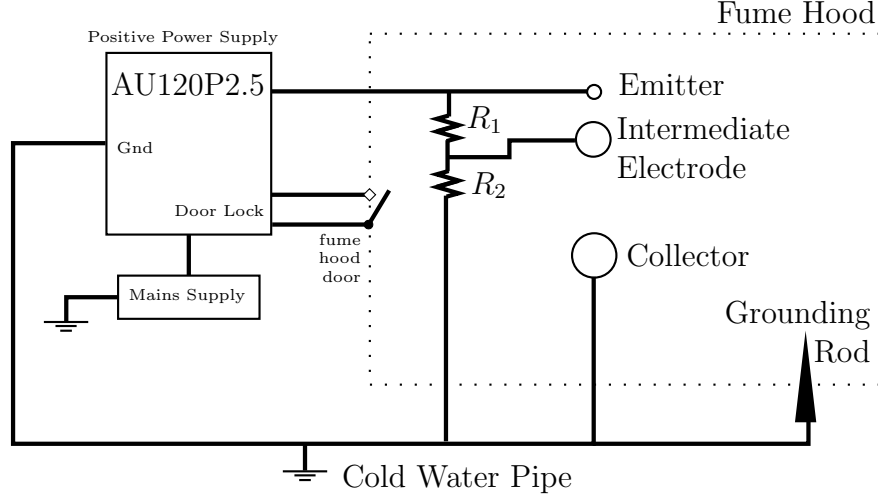 Fume Hood
Positive Power Supply
AU120P2.5
Emitter
R1
Intermediate
Electrode
Gnd
R2
Door Lock
fume
hood
door
Collector
Mains Supply
Grounding
Rod
Cold Water Pipe